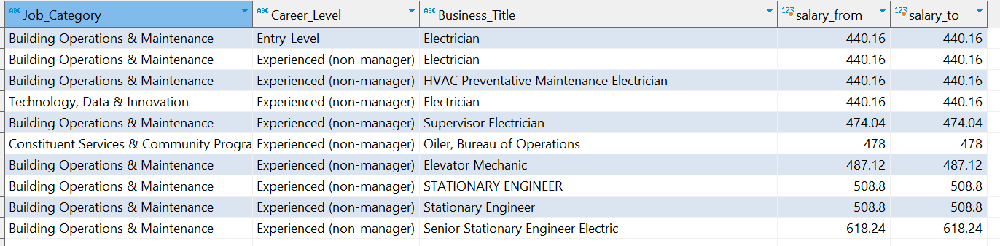 ABC Job_Category ABC Career_Level ABC Business_Title 123 salary_from 123 salary_to
Building Operations & Maintenance Entry-Level Electrician 440.16 440.16
Building Operations & Maintenance Experienced (non-manager) Electrician 440.16 440.16
Building Operations & Maintenance Experienced (non-manager) HVAC Preventative Maintenance Electrician 440.16 440.16
Technology, Data & Innovation Experienced (non-manager) Electrician 440.16 440.16
Building Operations & Maintenance Experienced (non-manager) Supervisor Electrician 474.04 474.04
Constituent Services & Community Progra Experienced (non-manager) Oiler, Bureau of Operations 478 478
Building Operations & Maintenance Experienced (non-manager) Elevator Mechanic 487.12 487.12
Building Operations & Maintenance Experienced (non-manager) STATIONARY ENGINEER 508.8 508.8
Building Operations & Maintenance Experienced (non-manager) Stationary Engineer 508.8 508.8
Building Operations & Maintenance Experienced (non-manager) Senior Stationary Engineer Electric 618.24 618.24